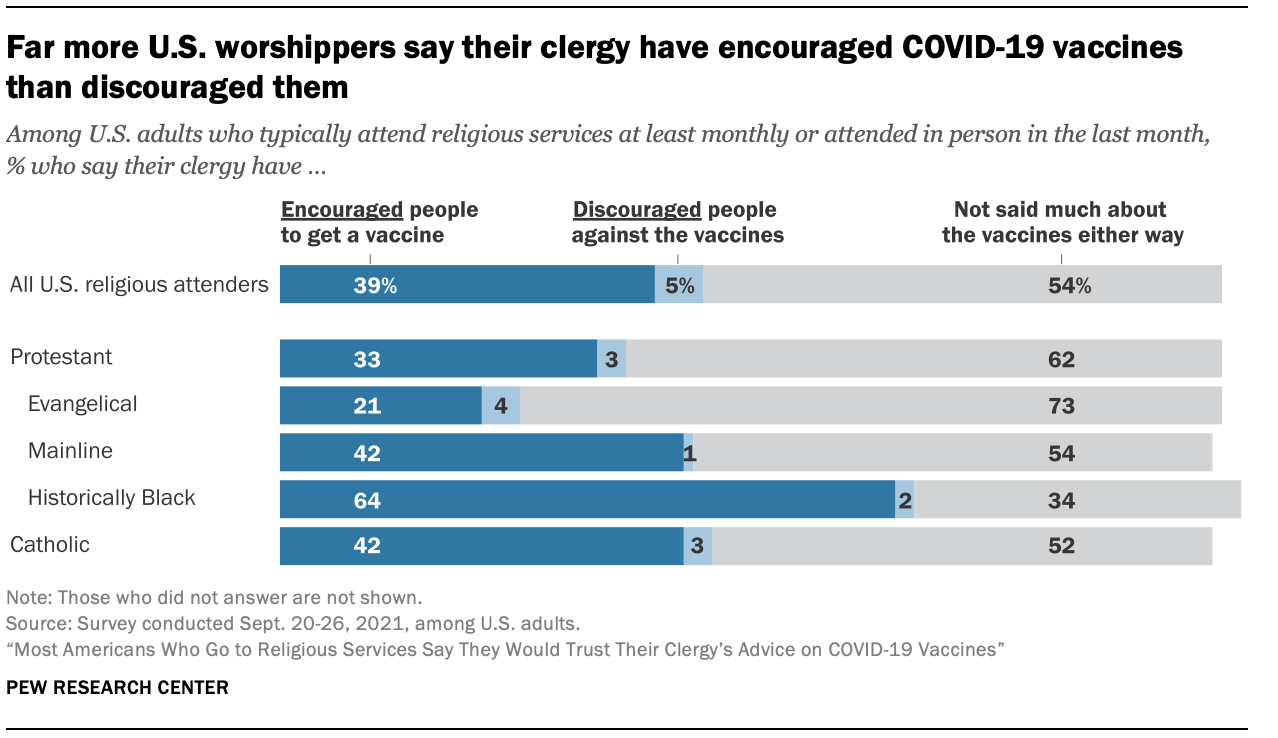 Far more U.S. worshippers say their clergy have encouraged COVID-19 vaccines
than discouraged them
Among U.S. adults who typically attend religious services at least monthly or attended in person in the last month,
% who say their clergy have ...
Encouraged people
to get a vaccine
Discouraged people
against the vaccines
Not said much about
the vaccines either way
All U.S. religious attenders 39% 5% 54%
Protestant 33 3 62
Evangelical 21 4 73
Mainline 42 1 54
Historically Black 64 2 34
Catholic 42 3 52
Note: Those who did not answer are not shown.
Source: Survey conducted Sept. 20-26, 2021, among U.S. adults.
“Most Americans Who Go to Religious Services Say They Would Trust Their Clergy’s Advice on COVID-19 Vaccines”
PEW RESEARCH CENTER